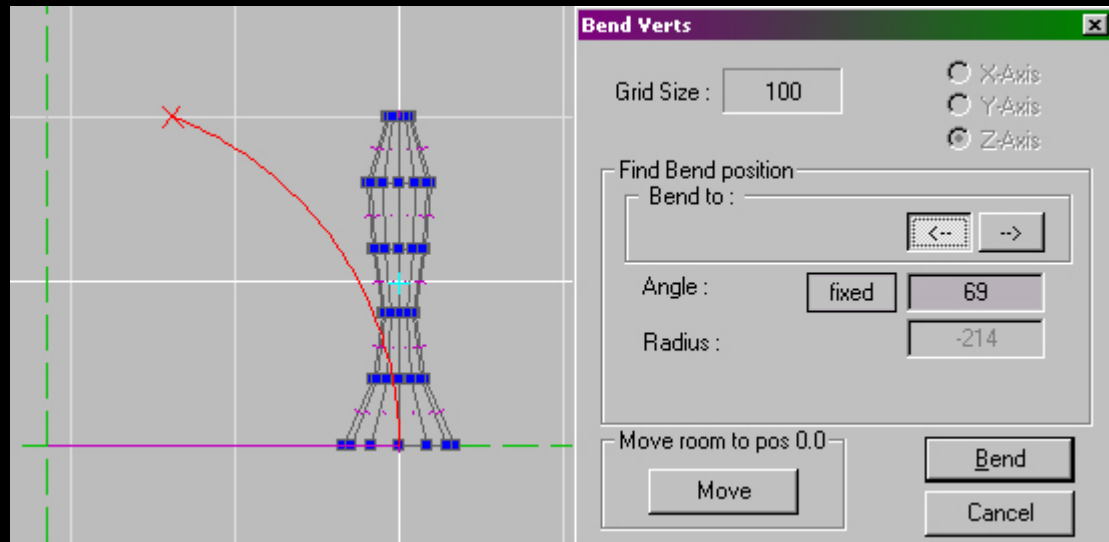 Bend Verts
Grid Size : 100
X-Axis
Y-Axis
Z-Axis
Find Bend position
Bend to :
<-- -->
Angle : fixed 69
Radius : -214
Move room to pos 0.0
Move
Bend
Cancel